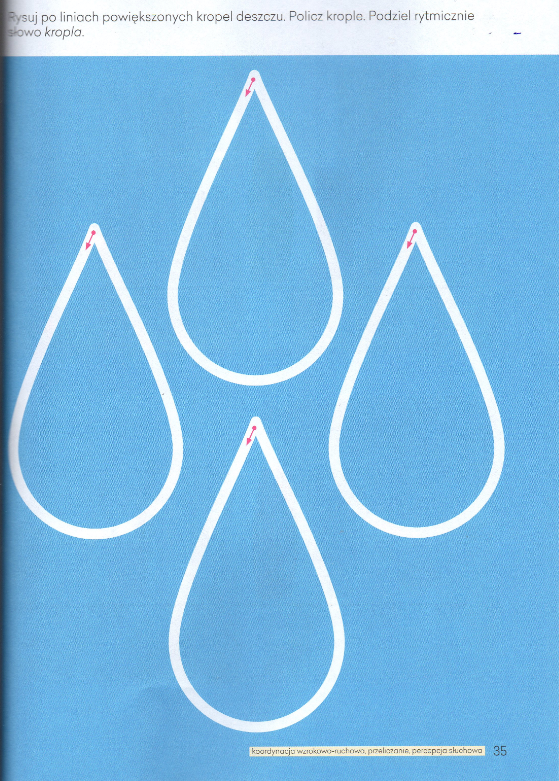 Rysuj po liniach powiększonych kropel deszczu. Policz krople. Podziel rytmicznie
słowo kropla.
koordynacja wzrokowo-ruchowa, przeliczanie, percepcja słuchowa 35